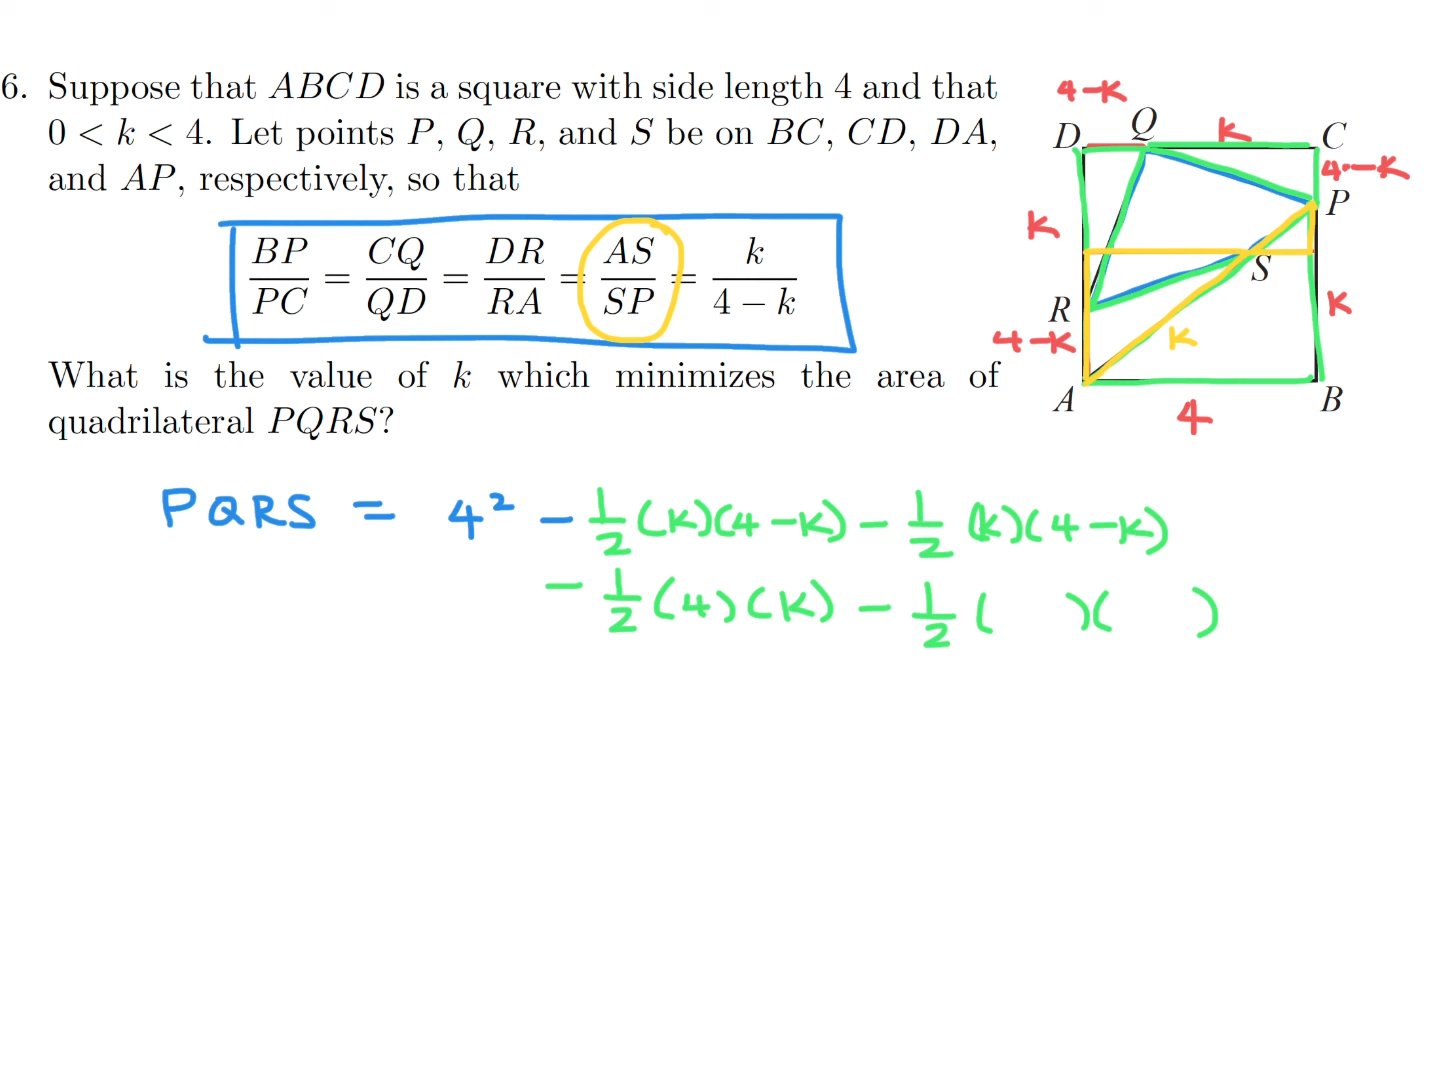 6. Suppose that ABCD is a square with side length 4 and that
0 < k < 4. Let points P, Q, R, and S be on BC, CD, DA,
and AP, respectively, so that
BP/PC = CQ/QD = DR/RA = AS/SP = k/(4 − k)
What is the value of k which minimizes the area of
quadrilateral PQRS?
4-K
D Q K C
4-K
P
K
S
R K
4-K K
A B
4
PQRS = 4² - 1/2(K)(4-K) - 1/2(K)(4-K)
- 1/2(4)(K) - 1/2( )( )